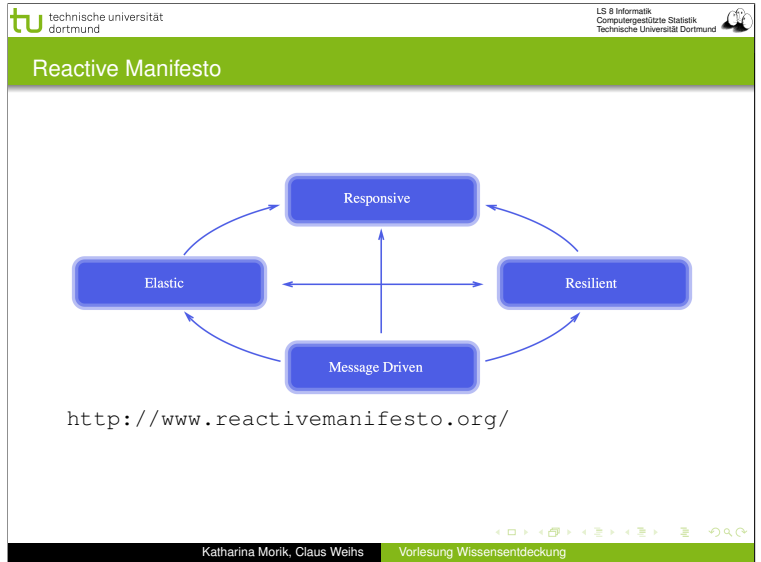 technische universität
dortmund
LS 8 Informatik
Computergestützte Statistik
Technische Universität Dortmund
Reactive Manifesto
Responsive
Elastic
Resilient
Message Driven
http://www.reactivemanifesto.org/
Katharina Morik, Claus Weihs Vorlesung Wissensentdeckung